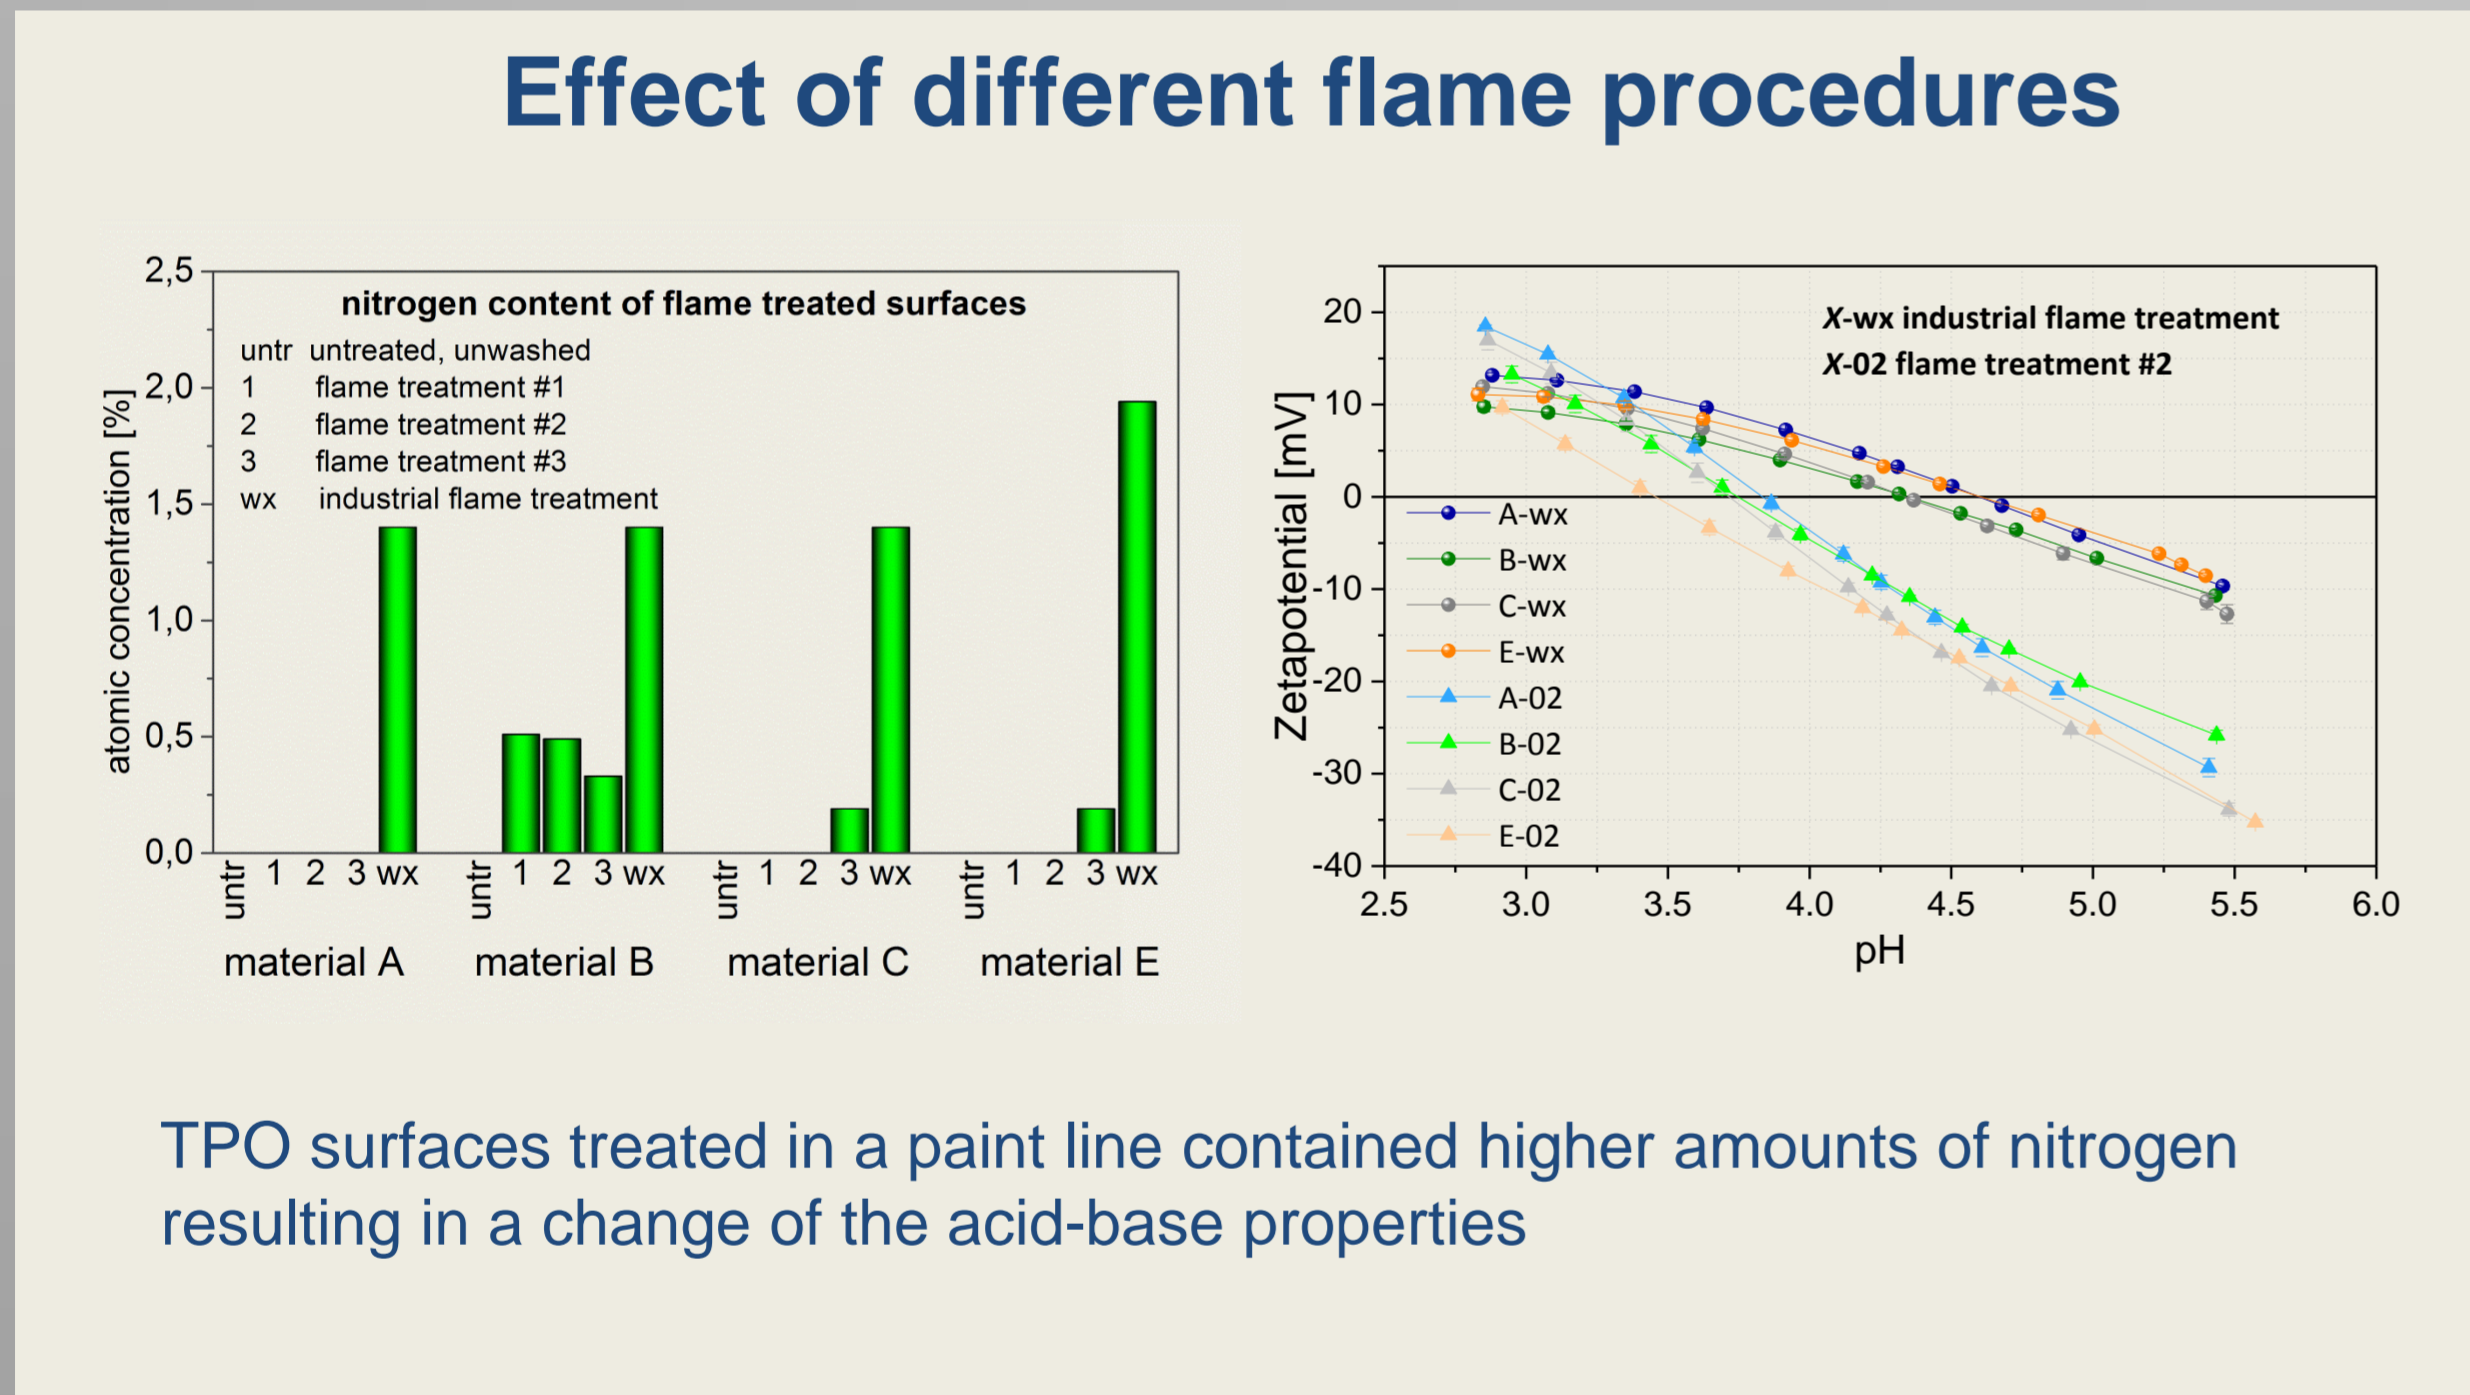 Effect of different flame procedures
2,5
2,0
1,5
1,0
0,5
0,0
atomic concentration [%]
nitrogen content of flame treated surfaces
untr untreated, unwashed
1 flame treatment #1
2 flame treatment #2
3 flame treatment #3
wx industrial flame treatment
untr 1 2 3 wx untr 1 2 3 wx untr 1 2 3 wx untr 1 2 3 wx
material A material B material C material E
20
10
0
-10
-20
-30
-40
Zetapotential [mV]
X-wx industrial flame treatment
X-02 flame treatment #2
A-wx
B-wx
C-wx
E-wx
A-02
B-02
C-02
E-02
2.5 3.0 3.5 4.0 4.5 5.0 5.5 6.0
pH
TPO surfaces treated in a paint line contained higher amounts of nitrogen
resulting in a change of the acid-base properties